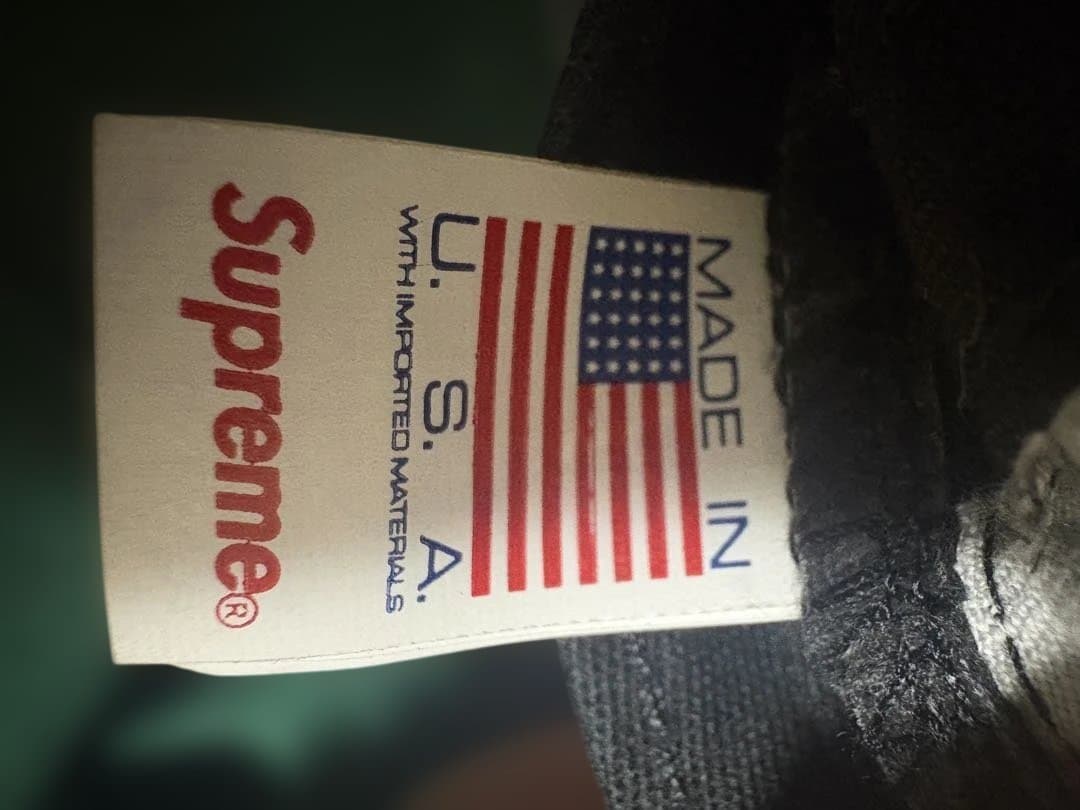 MADE IN
U. S. A.
WITH IMPORTED MATERIALS
Supreme®